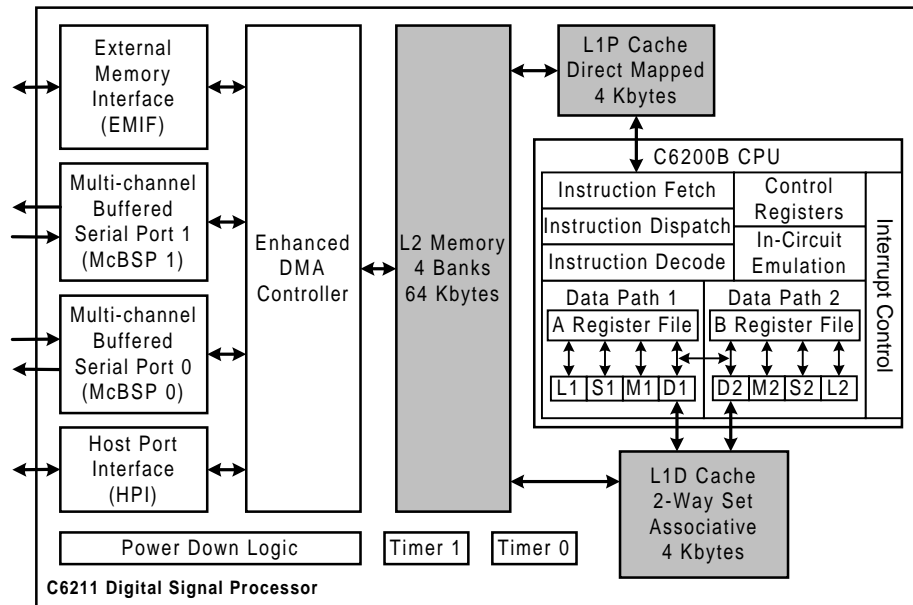 External
Memory
Interface
(EMIF)
Multi-channel
Buffered
Serial Port 1
(McBSP 1)
Multi-channel
Buffered
Serial Port 0
(McBSP 0)
Host Port
Interface
(HPI)
Enhanced
DMA
Controller
L2 Memory
4 Banks
64 Kbytes
L1P Cache
Direct Mapped
4 Kbytes
C6200B CPU
Instruction Fetch
Instruction Dispatch
Instruction Decode
Control
Registers
In-Circuit
Emulation
Interrupt Control
Data Path 1
A Register File
L1 S1 M1 D1
Data Path 2
B Register File
D2 M2 S2 L2
L1D Cache
2-Way Set
Associative
4 Kbytes
Power Down Logic
Timer 1
Timer 0
C6211 Digital Signal Processor